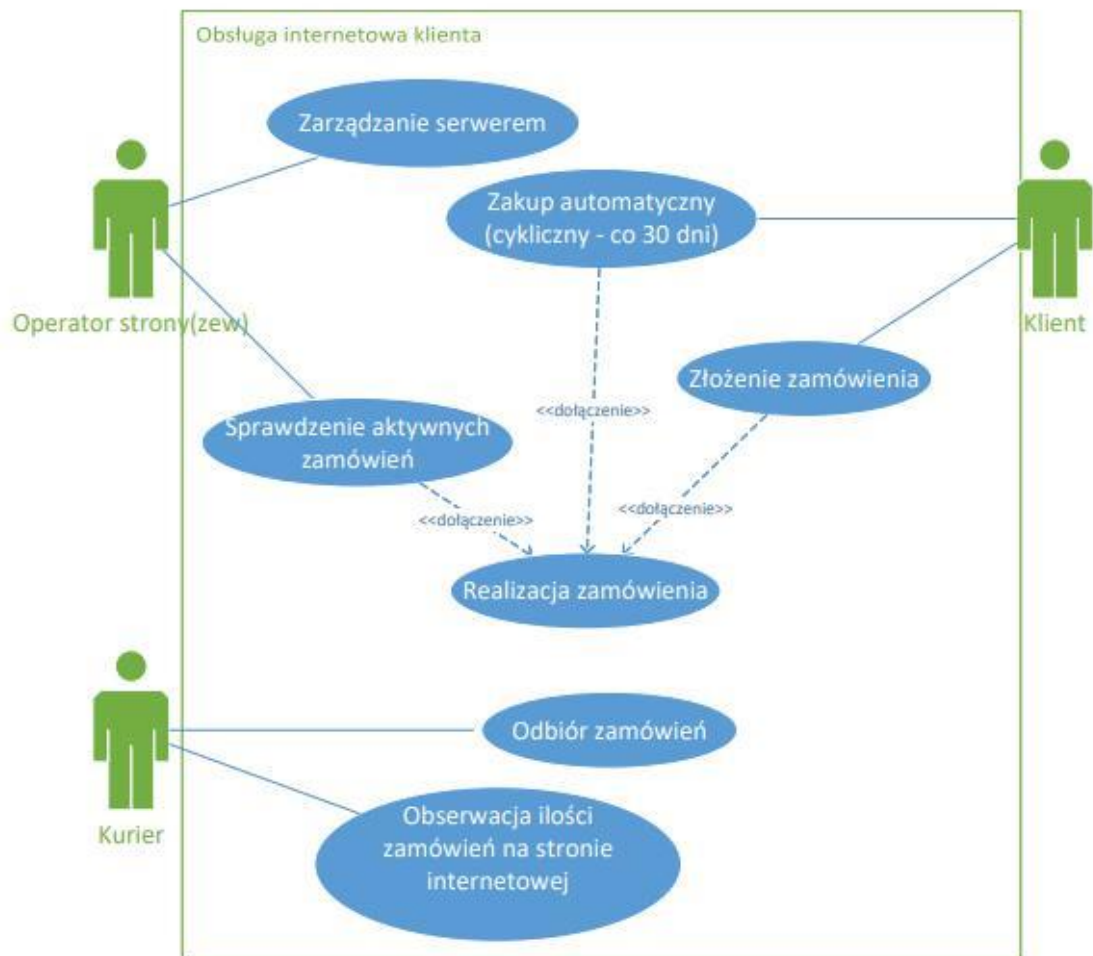 Obsługa internetowa klienta
Zarządzanie serwerem
Zakup automatyczny
(cykliczny - co 30 dni)
Operator strony(zew)
Klient
Złożenie zamówienia
<<dołączenie>>
Sprawdzenie aktywnych
zamówień
<<dołączenie>>
<<dołączenie>>
Realizacja zamówienia
Odbiór zamówień
Kurier
Obserwacja ilości
zamówień na stronie
internetowej